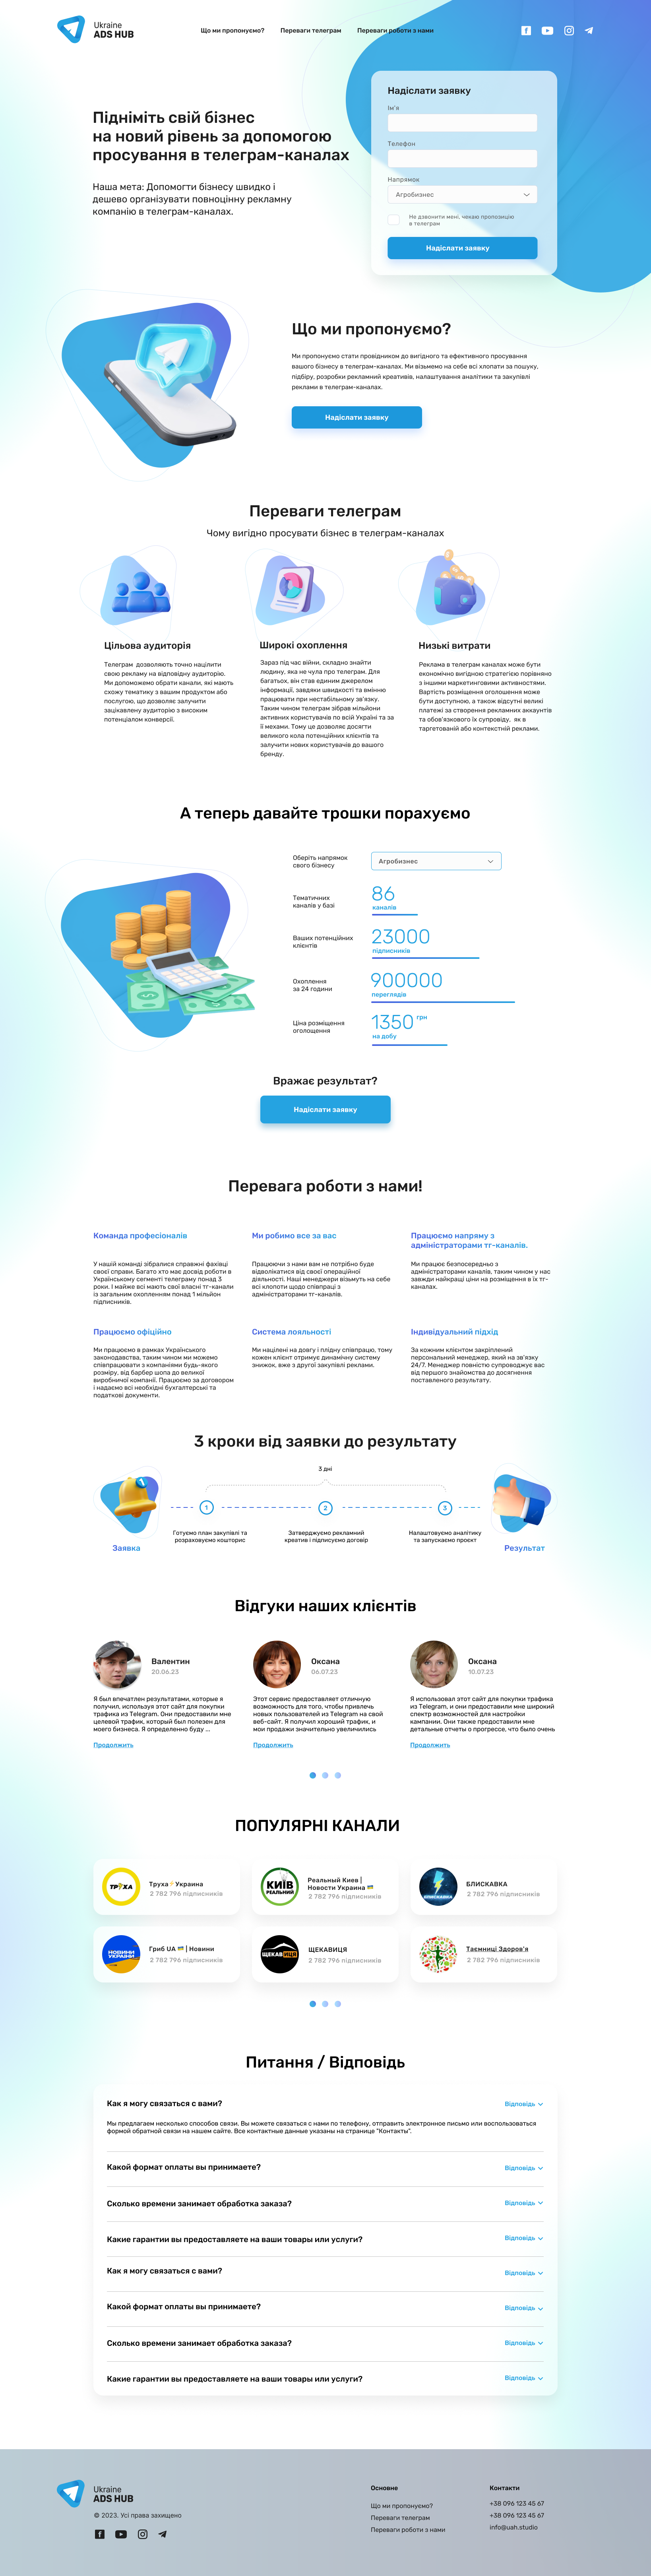 Ukraine
ADS HUB
Що ми пропонуємо?
Переваги телеграм
Переваги роботи з нами
Підніміть свій бізнес
на новий рівень за допомогою
просування в телеграм-каналах
Наша мета: Допомогти бізнесу швидко і
дешево організувати повноцінну рекламну
компанію в телеграм-каналах.
Надіслати заявку
Ім'я
Телефон
Напрямок
Агробизнес
Не дзвонити мені, чекаю пропозицію
в телеграм
Надіслати заявку
Що ми пропонуємо?
Ми пропонуємо стати провідником до вигідного та ефективного просування
вашого бізнесу в телеграм-каналах. Ми візьмемо на себе всі клопоти за пошуку,
підбіру, розробки рекламний креативів, налаштування аналітики та закупівлі
реклами в телеграм-каналах.
Надіслати заявку
Переваги телеграм
Чому вигідно просувати бізнес в телеграм-каналах
Цільова аудиторія
Телеграм дозволяють точно націлити
свою рекламу на відповідну аудиторію.
Ми допоможемо обрати канали, які мають
схожу тематику з вашим продуктом або
послугою, що дозволяє залучити
зацікавлену аудиторію з високим
потенціалом конверсії.
Широкі охоплення
Зараз під час війни, складно знайти
людину, яка не чула про телеграм. Для
багатьох, він став єдиним джерелом
інформації, завдяки швидкості та вмінню
працювати при нестабільному зв'язку.
Таким чином телеграм зібрав мільйони
активних користувачів по всій Україні та за
її межами. Тому це дозволяє досягти
великого кола потенційних клієнтів та
залучити нових користувачів до вашого
бренду.
Низькі витрати
Реклама в телеграм каналах може бути
економічно вигідною стратегією порівняно
з іншими маркетинговими активностями.
Вартість розміщення оголошення може
бути доступною, а також відсутні великі
платежі за створення рекламних аккаунтів
та обов'язкового їх супровіду, як в
таргетованій або контекстній реклами.
А теперь давайте трошки порахуємо
Оберіть напрямок
свого бізнесу
Агробизнес
Тематичних
каналів у базі
86
каналів
Ваших потенційних
клієнтів
23000
підписників
Охоплення
за 24 години
900000
переглядів
Ціна розміщення
оголошення
1350 грн
на добу
Вражає результат?
Надіслати заявку
Перевага роботи з нами!
Команда професіоналів
У нашій команді зібралися справжні фахівці
своєї справи. Багато хто має досвід роботи в
Українському сегменті телеграму понад 3
роки. І майже всі мають свої власні тг-канали
із загальним охопленням понад 1 мільйон
підписників.
Ми робимо все за вас
Працюючи з нами вам не потрібно буде
відволікатися від своєї операційної
діяльності. Наші менеджери візьмуть на себе
всі клопоти щодо співпраці з
адміністраторами тг-каналів.
Працюємо напряму з
адміністраторами тг-каналів.
Ми працює безпосередньо з
адміністраторами каналів, таким чином у нас
завжди найкращі ціни на розміщення в їх тг-
каналах.
Працюємо офіційно
Ми працюємо в рамках Українського
законодавства, таким чином ми можемо
співпрацювати з компаніями будь-якого
розміру, від барбер шопа до великої
виробничої компанії. Працюємо за договором
і надаємо всі необхідні бухгалтерські та
податкові документи.
Система лояльності
Ми націлені на довгу і плідну співпрацю, тому
кожен клієнт отримує динамічну систему
знижок, вже з другої закупівлі реклами.
Індивідуальний підхід
За кожним клієнтом закріплений
персональний менеджер, який на зв'язку
24/7. Менеджер повністю супроводжує вас
від першого знайомства до досягнення
поставленого результату.
3 кроки від заявки до результату
3 дні
1
2
3
Заявка
Готуємо план закупівлі та
розраховуємо кошторис
Затверджуємо рекламний
креатив і підписуємо договір
Налаштовуємо аналітику
та запускаємо проєкт
Результат
Відгуки наших клієнтів
Валентин
20.06.23
Я был впечатлен результатами, которые я
получил, используя этот сайт для покупки
трафика из Telegram. Они предоставили мне
целевой трафик, который был полезен для
моего бизнеса. Я определенно буду ...
Продолжить
Оксана
06.07.23
Этот сервис предоставляет отличную
возможность для того, чтобы привлечь
новых пользователей из Telegram на свой
веб-сайт. Я получил хороший трафик, и
мои продажи значительно увеличились
Продолжить
Оксана
10.07.23
Я использовал этот сайт для покупки трафика
из Telegram, и они предоставили мне широкий
спектр возможностей для настройки
кампании. Они также предоставили мне
детальные отчеты о прогрессе, что было очень
Продолжить
ПОПУЛЯРНІ КАНАЛИ
ТРУХА
Труха⚡Украина
2 782 796 підписників
КИЇВ
РЕАЛЬНИЙ
Реальный Киев |
Новости Украина 🇺🇦
2 782 796 підписників
БЛИСКАВКА
БЛИСКАВКА
2 782 796 підписників
НОВИНИ
УКРАЇНИ
Гриб UA 🇺🇦 | Новини
2 782 796 підписників
ЩЕКАВИЦЯ
ЩЕКАВИЦЯ
2 782 796 підписників
Таємниці Здоров'я
2 782 796 підписників
Питання / Відповідь
Как я могу связаться с вами?
Відповідь
Мы предлагаем несколько способов связи. Вы можете связаться с нами по телефону, отправить электронное письмо или воспользоваться
формой обратной связи на нашем сайте. Все контактные данные указаны на странице "Контакты".
Какой формат оплаты вы принимаете?
Відповідь
Сколько времени занимает обработка заказа?
Відповідь
Какие гарантии вы предоставляете на ваши товары или услуги?
Відповідь
Как я могу связаться с вами?
Відповідь
Какой формат оплаты вы принимаете?
Відповідь
Сколько времени занимает обработка заказа?
Відповідь
Какие гарантии вы предоставляете на ваши товары или услуги?
Відповідь
Ukraine
ADS HUB
© 2023. Усі права захищено
Основне
Що ми пропонуємо?
Переваги телеграм
Переваги роботи з нами
Контакти
+38 096 123 45 67
+38 096 123 45 67
info@uah.studio